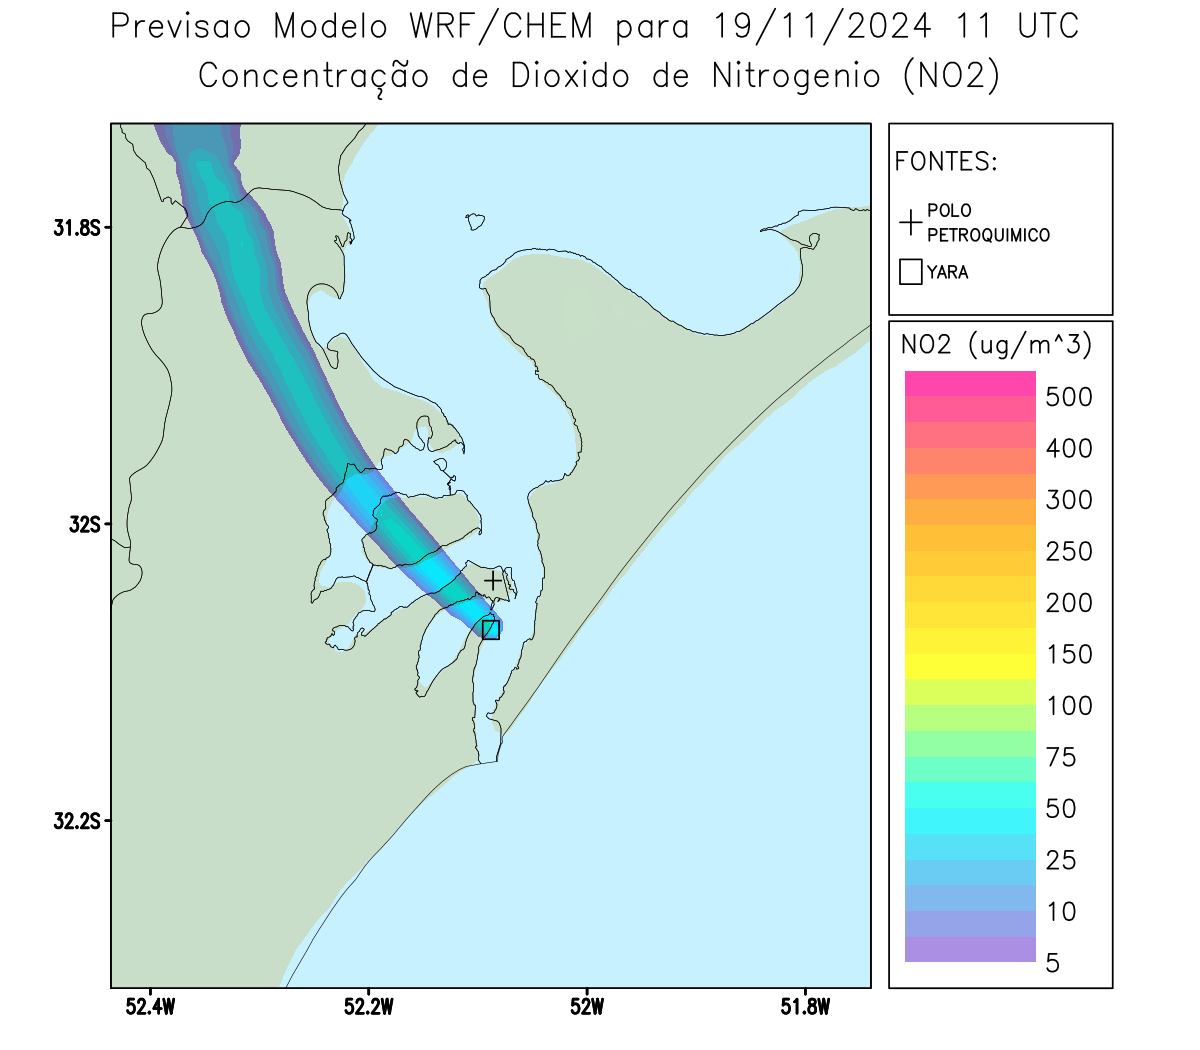 Previsao Modelo WRF/CHEM para 19/11/2024 11 UTC
Concentração de Dioxido de Nitrogenio (NO2)
FONTES:
POLO
PETROQUIMICO
YARA
NO2 (ug/m^3)
500
400
300
250
200
150
100
75
50
25
10
5
31.8S
32S
32.2S
52.4W
52.2W
52W
51.8W